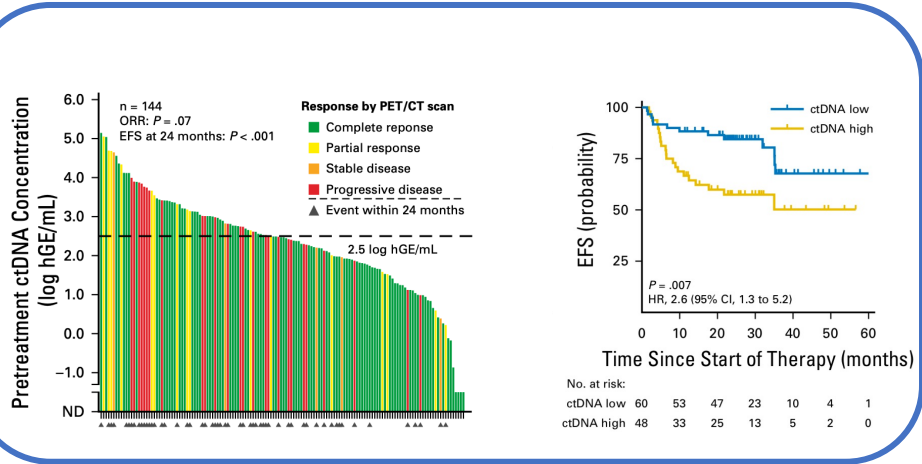 Pretreatment ctDNA Concentration
(log hGE/mL)
6.0
5.0
4.0
3.0
2.0
1.0
0.0
−1.0
ND
n = 144
ORR: P = .07
EFS at 24 months: P < .001
Response by PET/CT scan
Complete reponse
Partial response
Stable disease
Progressive disease
Event within 24 months
2.5 log hGE/mL
EFS (probability)
100
75
50
25
ctDNA low
ctDNA high
P = .007
HR, 2.6 (95% CI, 1.3 to 5.2)
0 10 20 30 40 50 60
Time Since Start of Therapy (months)
No. at risk:
ctDNA low 60 53 47 23 10 4 1
ctDNA high 48 33 25 13 5 2 0